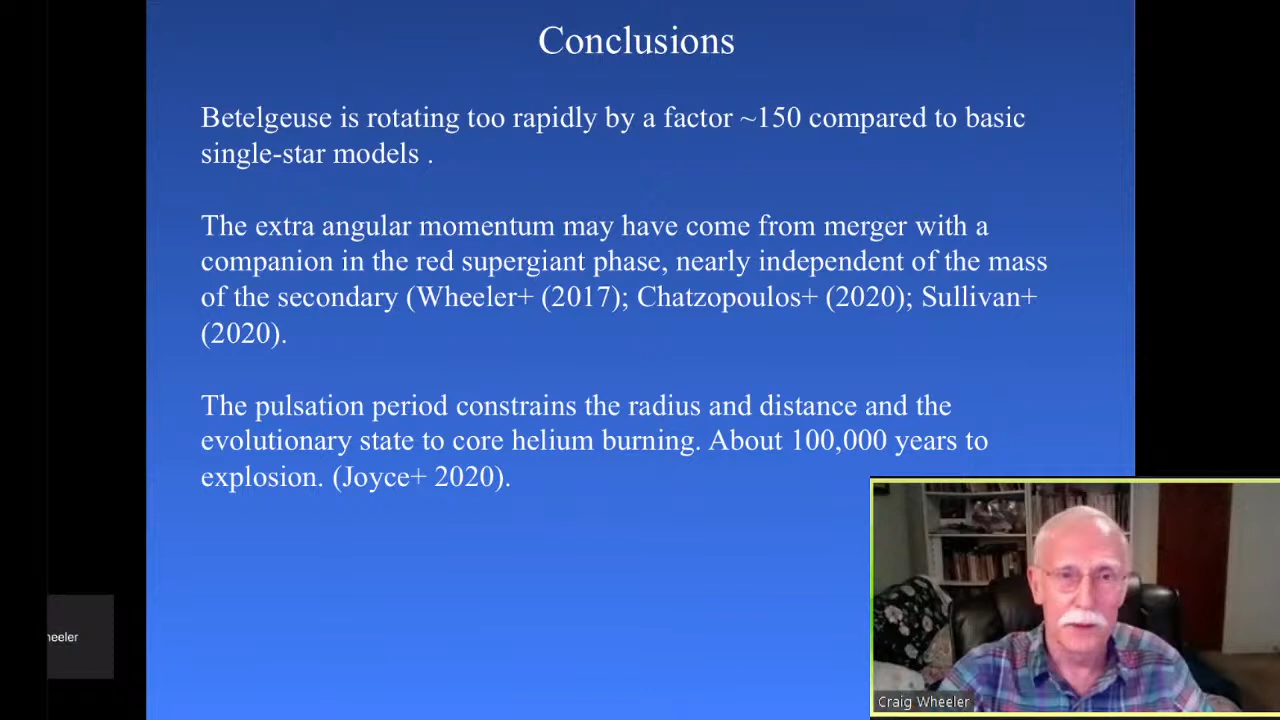 Conclusions
Betelgeuse is rotating too rapidly by a factor ~150 compared to basic
single-star models .
The extra angular momentum may have come from merger with a
companion in the red supergiant phase, nearly independent of the mass
of the secondary (Wheeler+ (2017); Chatzopoulos+ (2020); Sullivan+
(2020).
The pulsation period constrains the radius and distance and the
evolutionary state to core helium burning. About 100,000 years to
explosion. (Joyce+ 2020).
heeler
Craig Wheeler